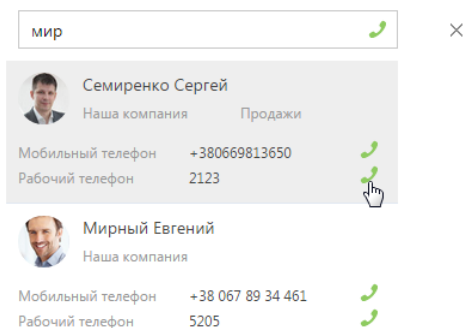 мир
Семиренко Сергей
Наша компания Продажи
Мобильный телефон +380669813650
Рабочий телефон 2123
Мирный Евгений
Наша компания
Мобильный телефон +38 067 89 34 461
Рабочий телефон 5205